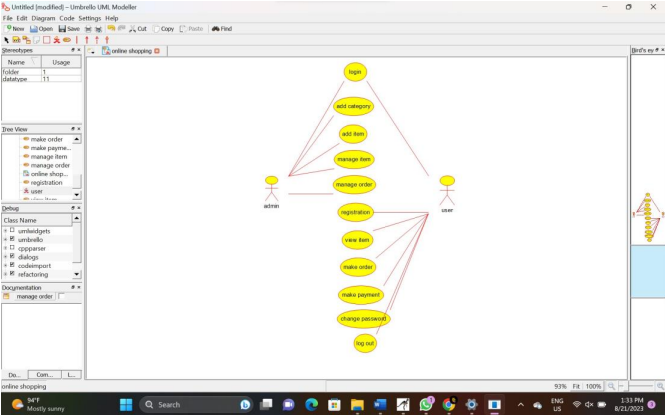 Untitled [modified] – Umbrello UML Modeller
File Edit Diagram Code Settings Help
New Open Save Cut Copy Paste Find
Stereotypes
Name Usage
folder 1
datatype 11
Tree View
make order
make payme...
manage item
manage order
online shop...
registration
user
view item
Debug
Class Name
umlwidgets
umbrello
cppparser
dialogs
codeimport
refactoring
Documentation
manage order
Do... Com... L...
online shopping
login
add category
add item
manage item
manage order
admin
user
registration
view item
make order
make payment
change password
log out
Bird's ey
online shopping
93% Fit 100%
94°F
Mostly sunny
Search
ENG
US
1:33 PM
8/21/2023